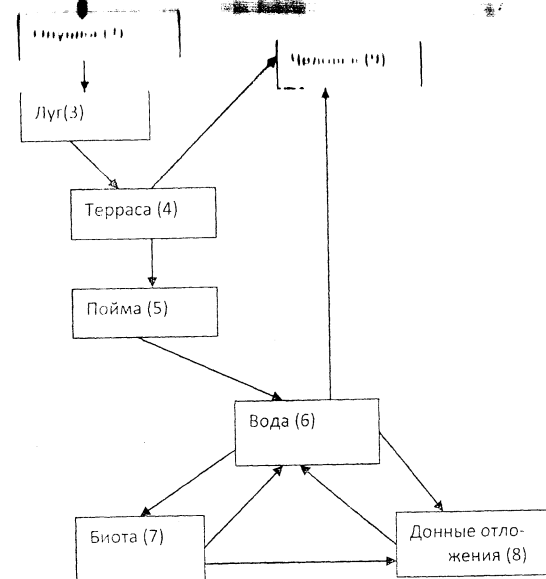 Луг(3)
Терраса (4)
Пойма (5)
Вода (6)
Биота (7)
Донные отло-
жения (8)